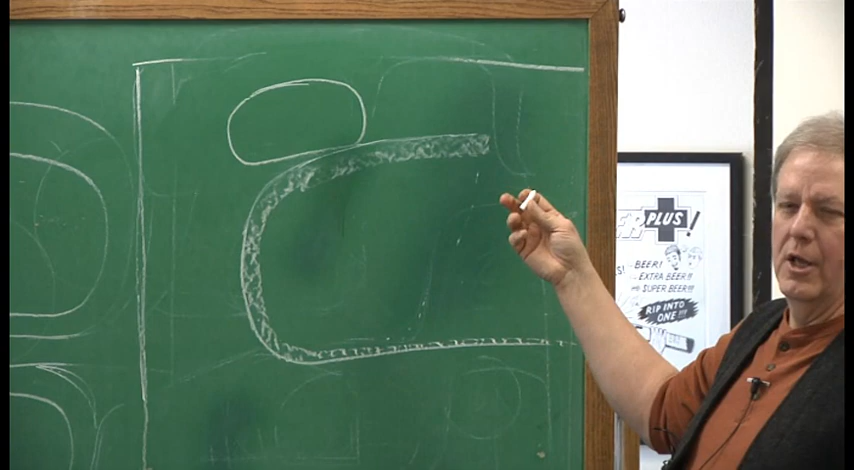 PLUS!
BEER!
EXTRA BEER!!
SUPER BEER!!
RIP INTO
ONE!!!